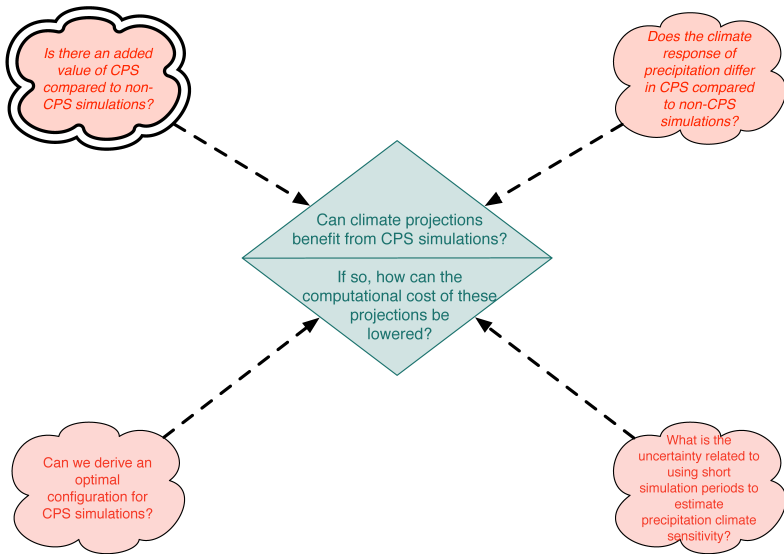 Is there an added
value of CPS
compared to non-
CPS simulations?
Does the climate
response of
precipitation differ
in CPS compared
to non-CPS
simulations?
Can climate projections
benefit from CPS simulations?
If so, how can the
computational cost of these
projections be
lowered?
Can we derive an
optimal
configuration for
CPS simulations?
What is the
uncertainty related to
using short
simulation periods to
estimate
precipitation climate
sensitivity?